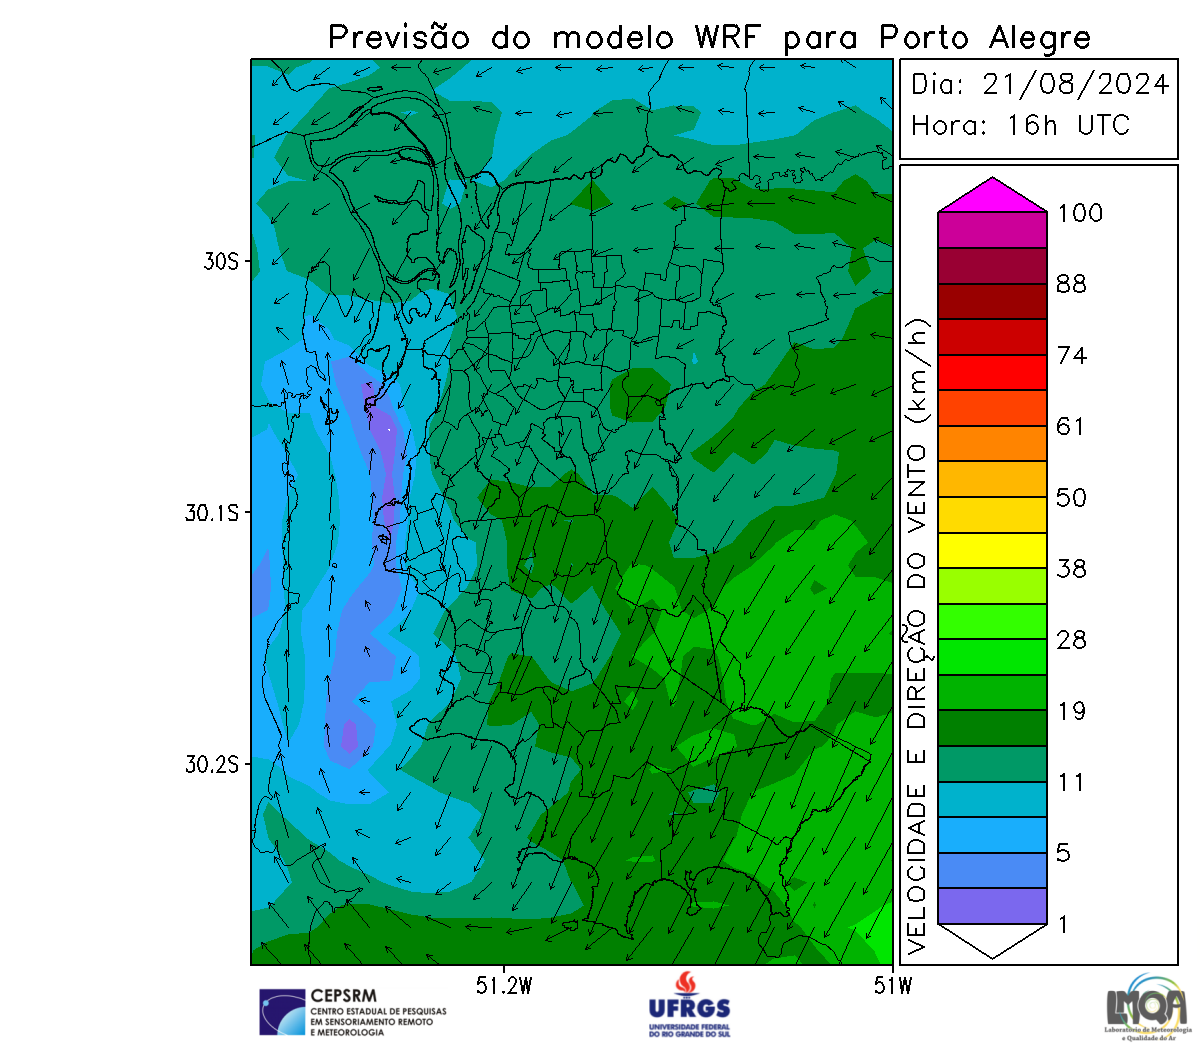 Previsão do modelo WRF para Porto Alegre
Dia: 21/08/2024
Hora: 16h UTC
30S
30.1S
30.2S
51.2W
51W
VELOCIDADE E DIREÇÃO DO VENTO (km/h)
100
88
74
61
50
38
28
19
11
5
1
CEPSRM
CENTRO ESTADUAL DE PESQUISAS
EM SENSORIAMENTO REMOTO
E METEOROLOGIA
UFRGS
UNIVERSIDADE FEDERAL
DO RIO GRANDE DO SUL
LMQA
Laboratório de Meteorologia
e Qualidade do Ar